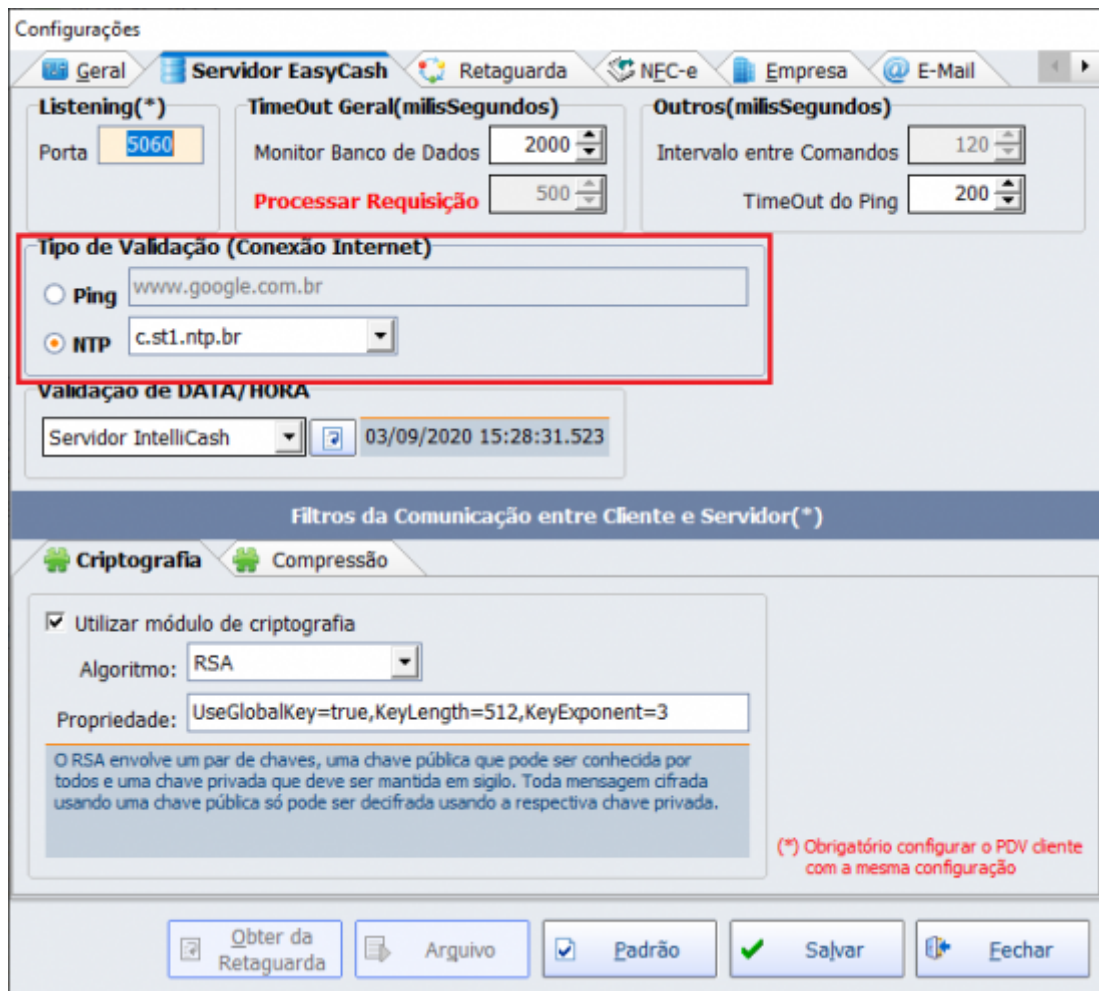 Configurações
Geral Servidor EasyCash Retaguarda NFC-e Empresa E-Mail
Listening(*) TimeOut Geral(milisSegundos) Outros(milisSegundos)
Porta 5060 Monitor Banco de Dados 2000 Intervalo entre Comandos 120
Processar Requisição 500 TimeOut do Ping 200
Tipo de Validação (Conexão Internet)
Ping www.google.com.br
NTP c.st1.ntp.br
Validação de DATA/HORA
Servidor IntelliCash 03/09/2020 15:28:31.523
Filtros da Comunicação entre Cliente e Servidor(*)
Criptografia Compressão
Utilizar módulo de criptografia
Algoritmo: RSA
Propriedade: UseGlobalKey=true,KeyLength=512,KeyExponent=3
O RSA envolve um par de chaves, uma chave pública que pode ser conhecida por
todos e uma chave privada que deve ser mantida em sigilo. Toda mensagem cifrada
usando uma chave pública só pode ser decifrada usando a respectiva chave privada.
(*) Obrigatório configurar o PDV cliente
com a mesma configuração
Obter da
Retaguarda
Arquivo Padrão Salvar Fechar